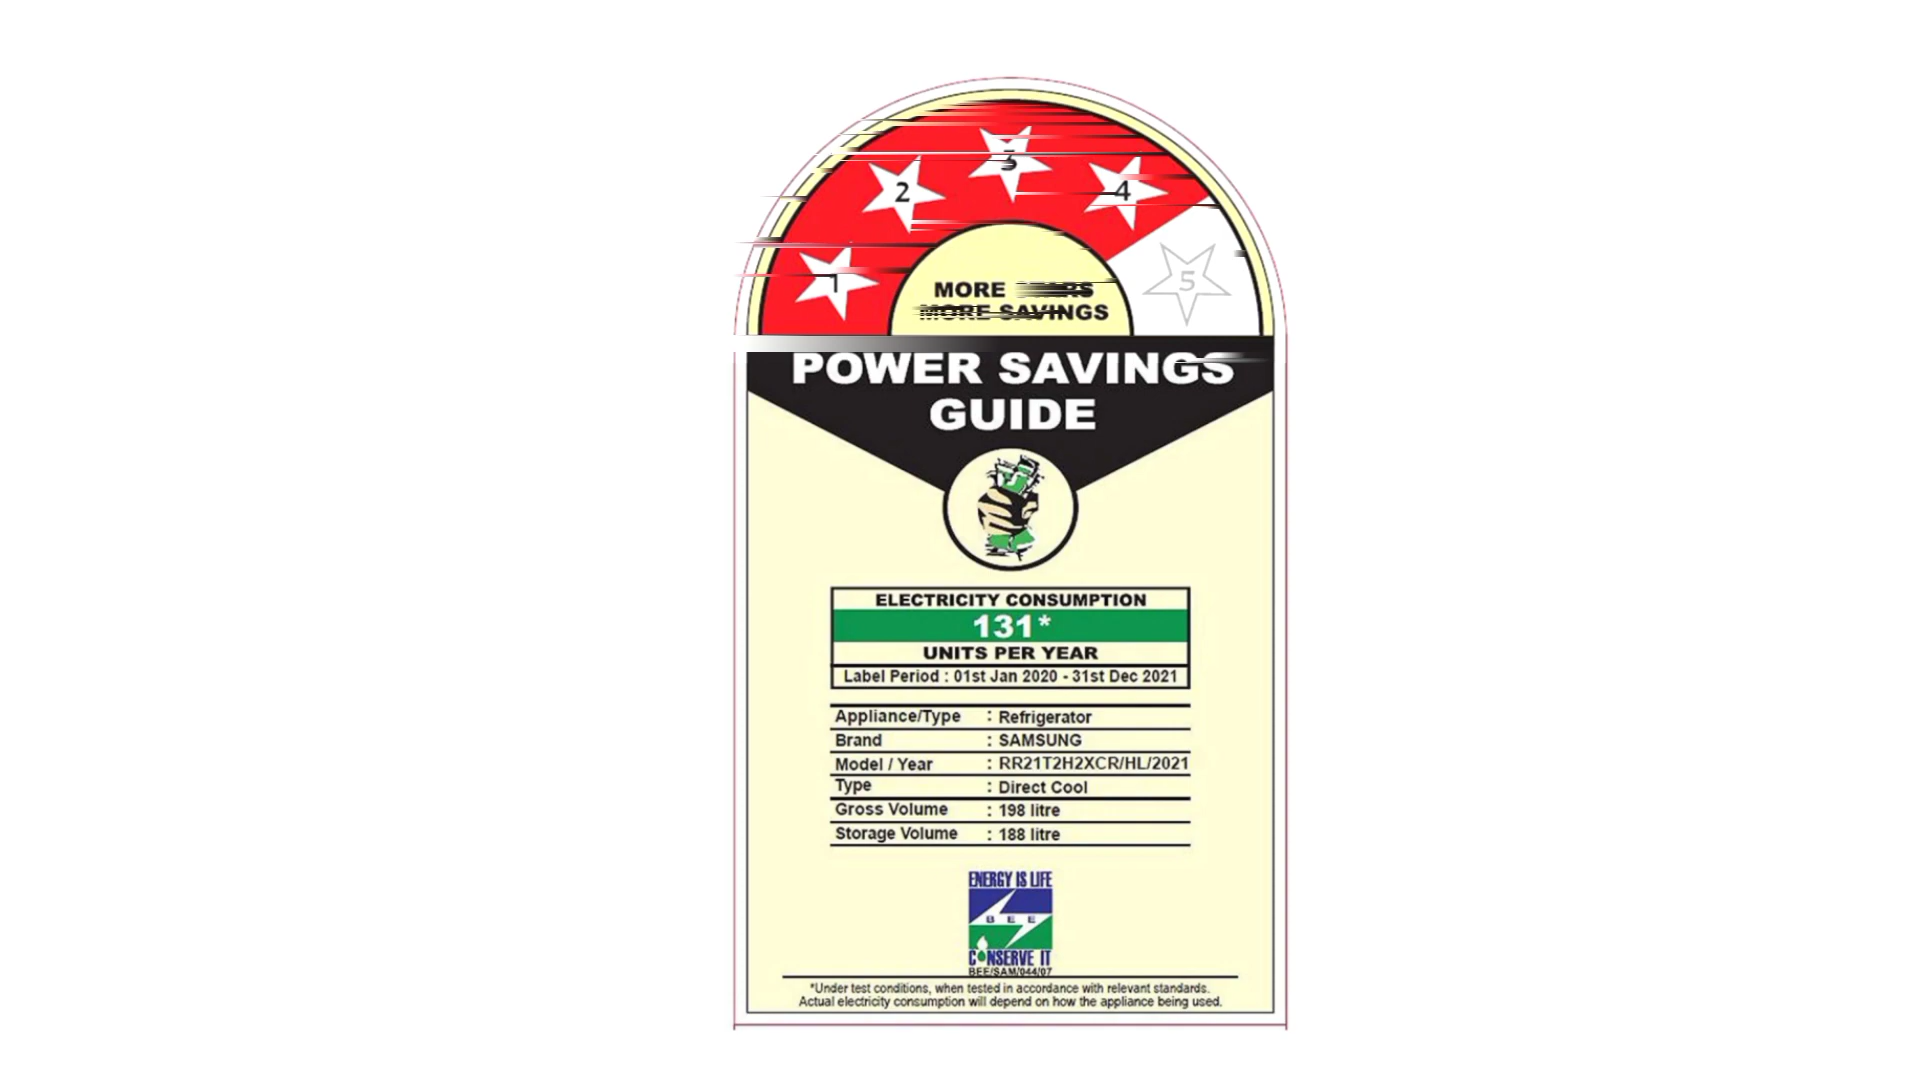 1
2
3
4
5
MORE
MORE SAVINGS
POWER SAVINGS
GUIDE
ELECTRICITY CONSUMPTION
131*
UNITS PER YEAR
Label Period : 01st Jan 2020 - 31st Dec 2021
Appliance/Type : Refrigerator
Brand : SAMSUNG
Model / Year : RR21T2H2XCR/HL/2021
Type : Direct Cool
Gross Volume : 198 litre
Storage Volume : 188 litre
ENERGY IS LIFE
BEE
CONSERVE IT
BEE/SAM/044/07
*Under test conditions, when tested in accordance with relevant standards.
Actual electricity consumption will depend on how the appliance being used.